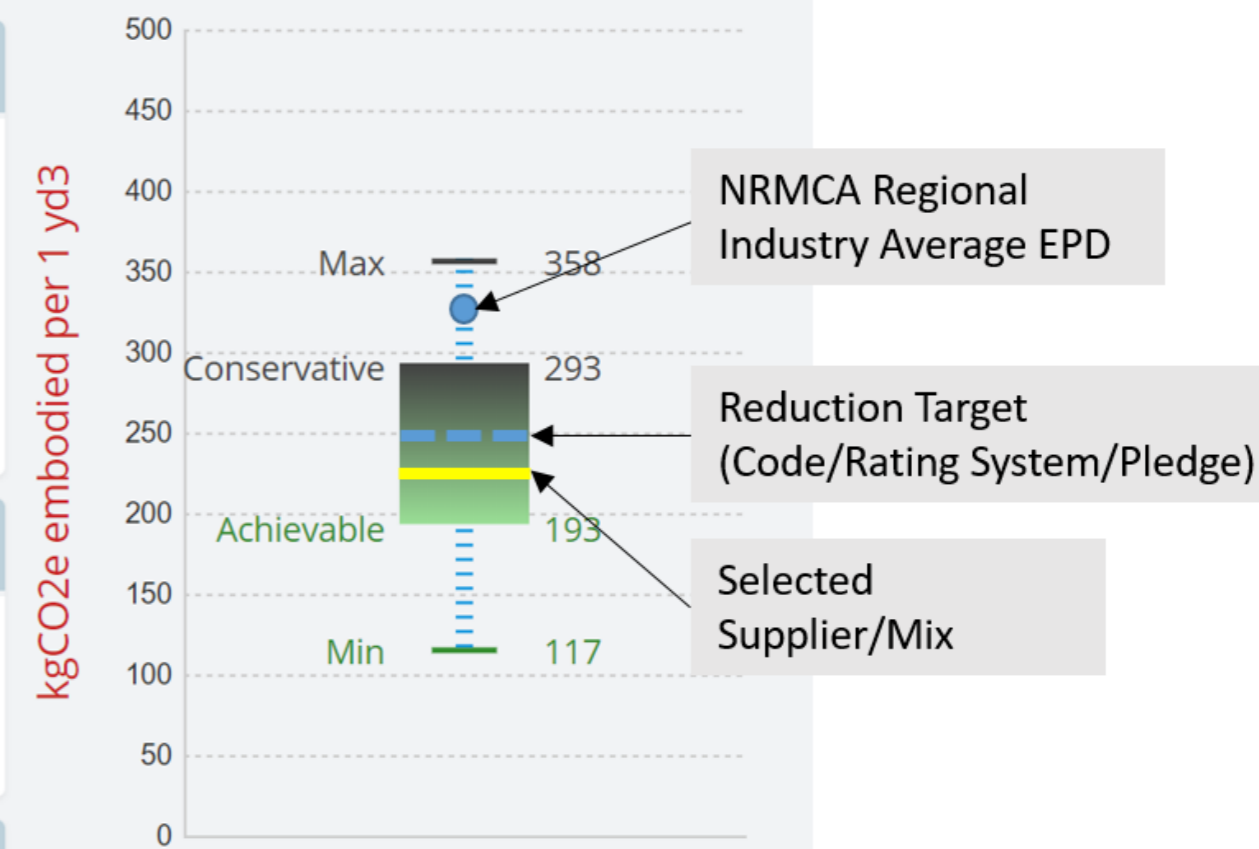 kgCO2e embodied per 1 yd3
500
450
400
350
300
250
200
150
100
50
0
Max 358
Conservative 293
Achievable 193
Min 117
NRMCA Regional
Industry Average EPD
Reduction Target
(Code/Rating System/Pledge)
Selected
Supplier/Mix